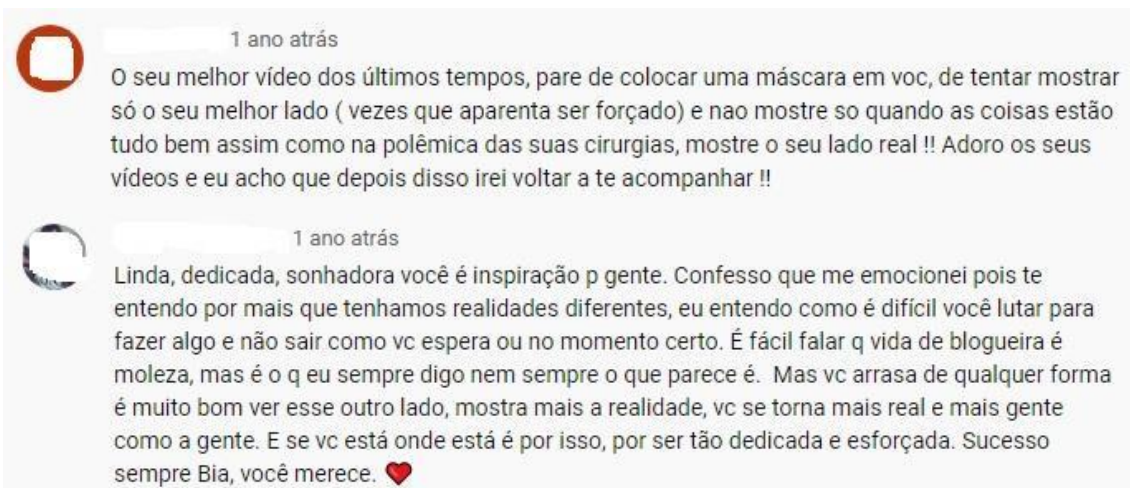 1 ano atrás
O seu melhor vídeo dos últimos tempos, pare de colocar uma máscara em voc, de tentar mostrar
só o seu melhor lado ( vezes que aparenta ser forçado) e nao mostre so quando as coisas estão
tudo bem assim como na polêmica das suas cirurgias, mostre o seu lado real !! Adoro os seus
vídeos e eu acho que depois disso irei voltar a te acompanhar !!
1 ano atrás
Linda, dedicada, sonhadora você é inspiração p gente. Confesso que me emocionei pois te
entendo por mais que tenhamos realidades diferentes, eu entendo como é difícil você lutar para
fazer algo e não sair como vc espera ou no momento certo. É fácil falar q vida de blogueira é
moleza, mas é o q eu sempre digo nem sempre o que parece é. Mas vc arrasa de qualquer forma
é muito bom ver esse outro lado, mostra mais a realidade, vc se torna mais real e mais gente
como a gente. E se vc está onde está é por isso, por ser tão dedicada e esforçada. Sucesso
sempre Bia, você merece. ❤